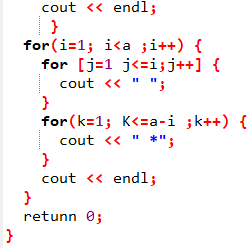 cout << endl;
}
for(i=1; i<a ;i++) {
for [j=1 j<=i;j++] {
cout << " ";
}
for(k=1; K<=a-i ;k++) {
cout << " *";
}
cout << endl;
}
retunn 0;
}